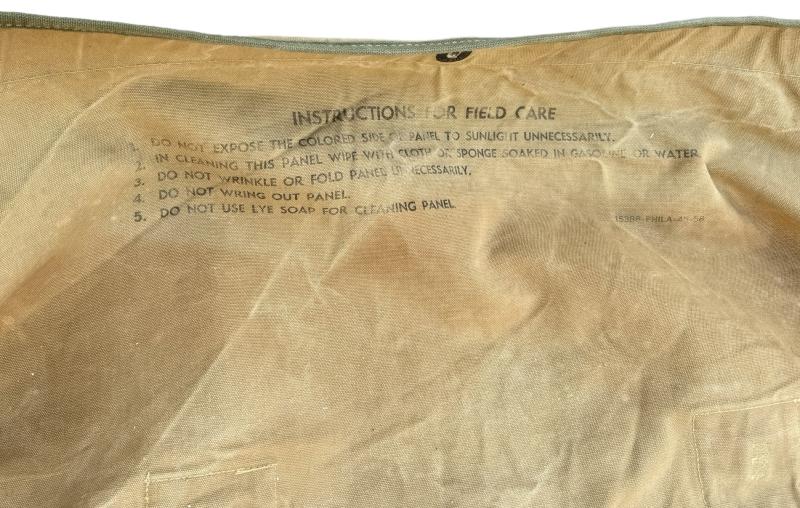 INSTRUCTIONS FOR FIELD CARE
1. DO NOT EXPOSE THE COLORED SIDE OF PANEL TO SUNLIGHT UNNECESSARILY.
2. IN CLEANING THIS PANEL WIPE WITH CLOTH OR SPONGE SOAKED IN GASOLINE OR WATER
3. DO NOT WRINKLE OR FOLD PANEL UNNECESSARILY.
4. DO NOT WRING OUT PANEL.
5. DO NOT USE LYE SOAP FOR CLEANING PANEL